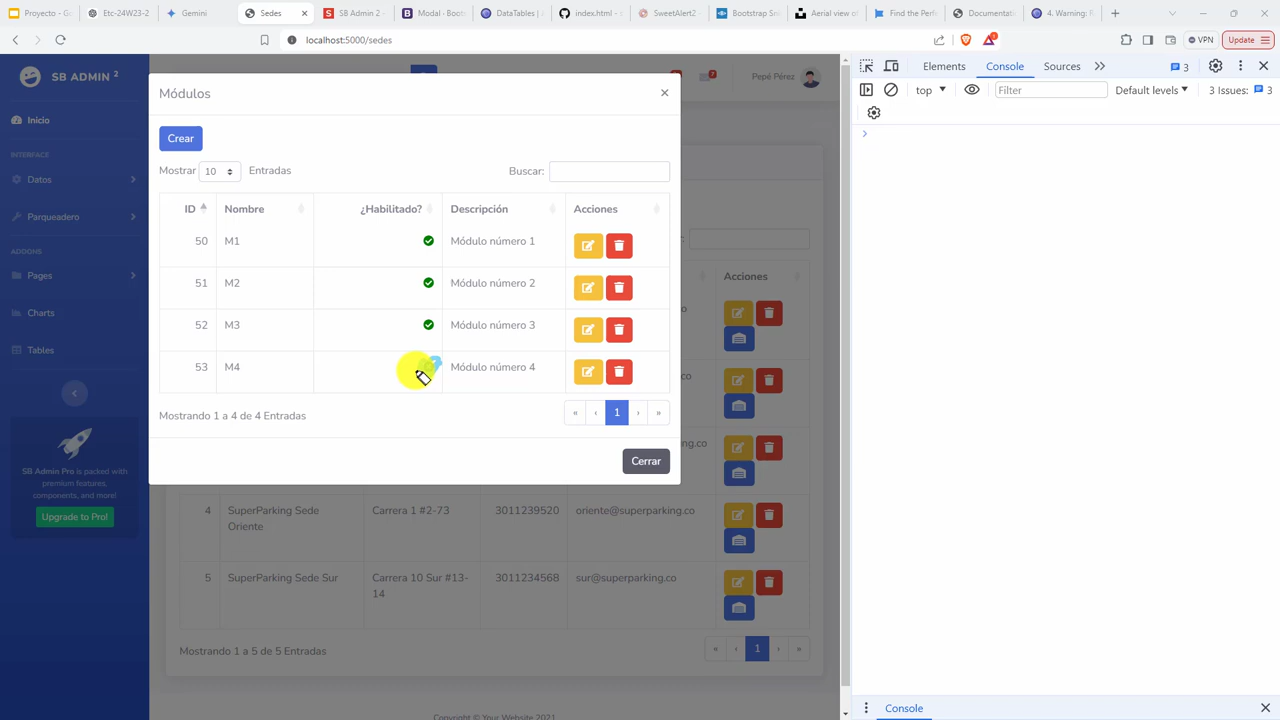 Proyecto - G
Etc-24W23-2
Gemini
Sedes
SB Admin 2 -
Modal · Boots
DataTables |
index.html -
SweetAlert2
Bootstrap Sni
Aerial view of
Find the Perf
Documentati
4. Warning: R
localhost:5000/sedes
VPN
Update
SB ADMIN 2
Inicio
INTERFACE
Datos
Parqueadero
ADDONS
Pages
Charts
Tables
SB Admin Pro is packed with
premium features,
components, and more!
Upgrade to Pro!
7
Pepé Pérez
Módulos
×
Crear
Mostrar 10 Entradas
Buscar:
ID Nombre ¿Habilitado? Descripción Acciones
50 M1 Módulo número 1
51 M2 Módulo número 2
52 M3 Módulo número 3
53 M4 Módulo número 4
Mostrando 1 a 4 de 4 Entradas
« ‹ 1 › »
Cerrar
Acciones
ng.co
4 SuperParking Sede Oriente Carrera 1 #2-73 3011239520 oriente@superparking.co
5 SuperParking Sede Sur Carrera 10 Sur #13-14 3011234568 sur@superparking.co
Mostrando 1 a 5 de 5 Entradas
« ‹ 1 › »
Copyright © Your Website 2021
Elements
Console
Sources
3
top
Filter
Default levels
3 Issues: 3
Console